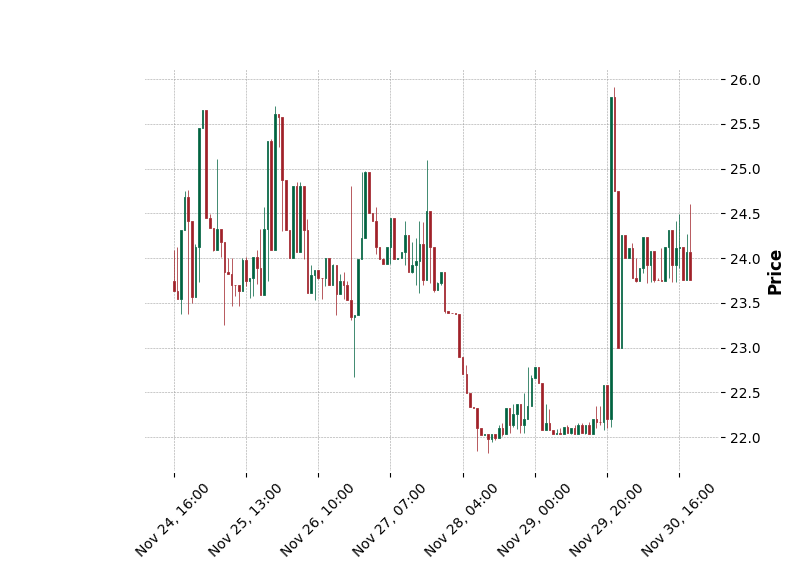 26.0
25.5
25.0
24.5
24.0
23.5
23.0
22.5
22.0
Price
Nov 24, 16:00
Nov 25, 13:00
Nov 26, 10:00
Nov 27, 07:00
Nov 28, 04:00
Nov 29, 00:00
Nov 29, 20:00
Nov 30, 16:00